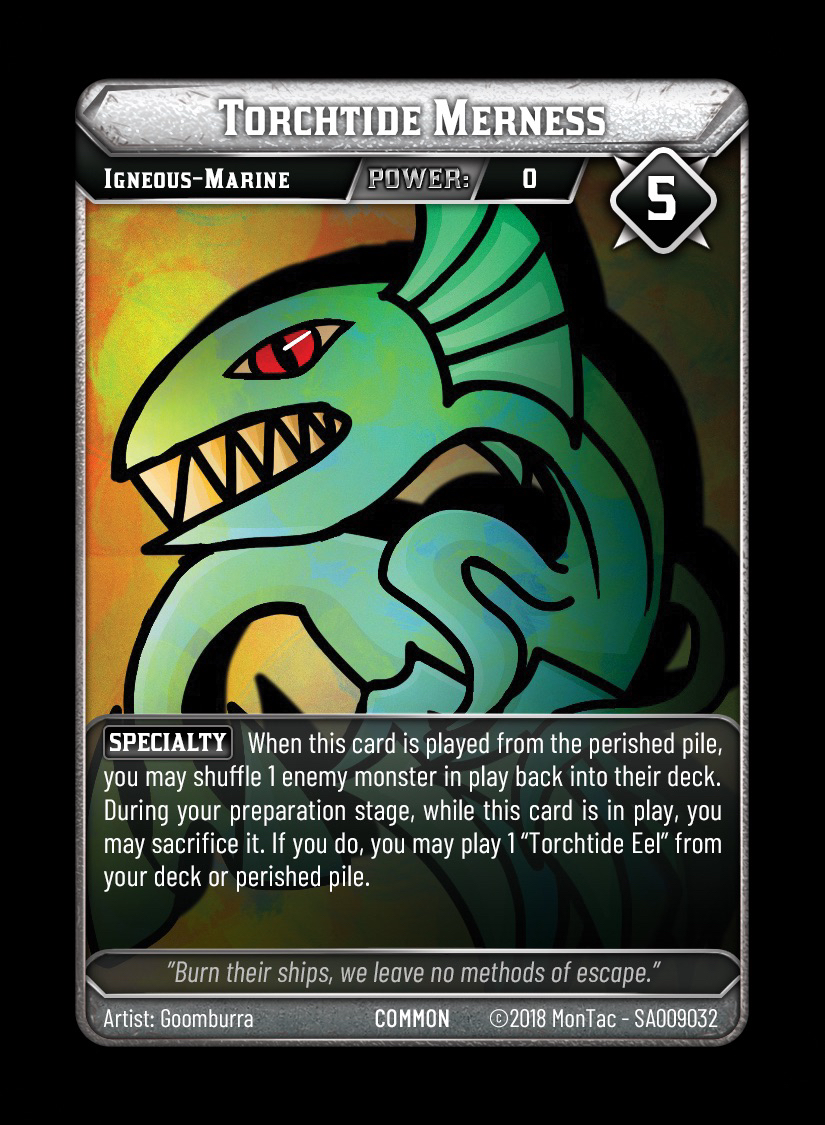 Torchtide Merness
Igneous-Marine POWER: 0
5
SPECIALTY When this card is played from the perished pile,
you may shuffle 1 enemy monster in play back into their deck.
During your preparation stage, while this card is in play, you
may sacrifice it. If you do, you may play 1 "Torchtide Eel" from
your deck or perished pile.
"Burn their ships, we leave no methods of escape."
Artist: Goomburra COMMON ©2018 MonTac - SA009032